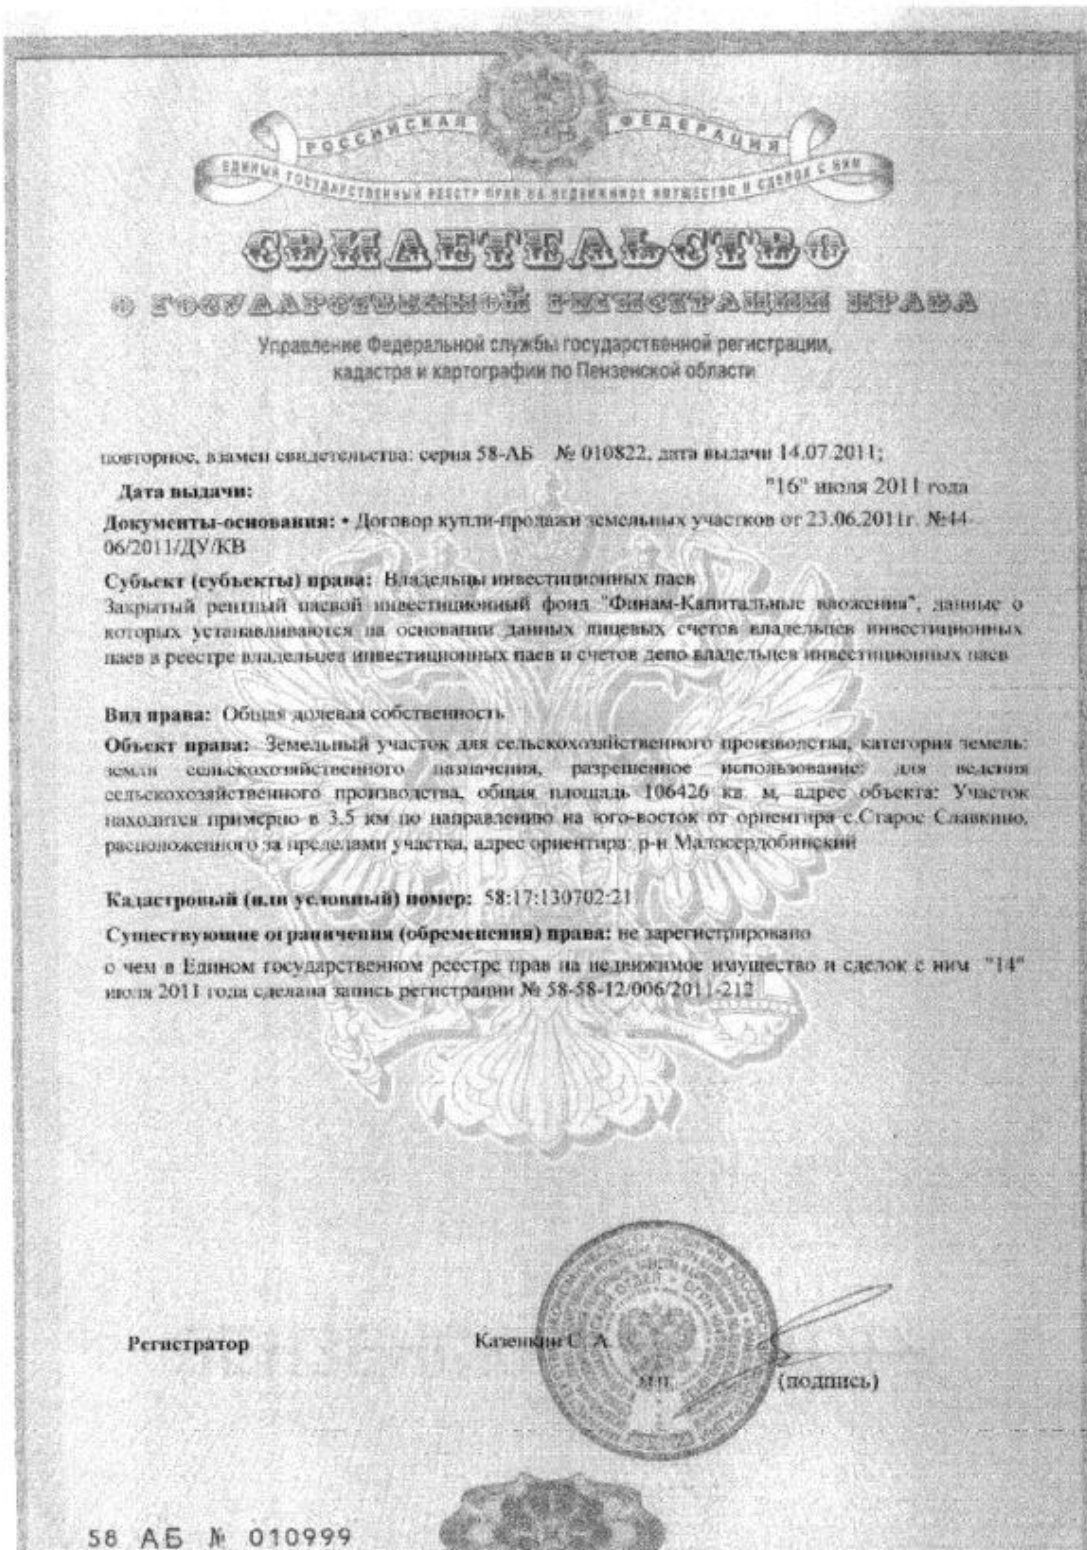 РОССИЙСКАЯ ФЕДЕРАЦИЯ
ЕДИНЫЙ ГОСУДАРСТВЕННЫЙ РЕЕСТР ПРАВ НА НЕДВИЖИМОЕ ИМУЩЕСТВО И СДЕЛОК С НИМ
СВИДЕТЕЛЬСТВО
О ГОСУДАРСТВЕННОЙ РЕГИСТРАЦИИ ПРАВА
Управление Федеральной службы государственной регистрации,
кадастра и картографии по Пензенской области
повторное, взамен свидетельства: серия 58-АБ № 010822, дата выдачи 14.07.2011;
Дата выдачи: "16" июля 2011 года
Документы-основания: • Договор купли-продажи земельных участков от 23.06.2011г. №44-
06/2011/ДУ/КВ
Субъект (субъекты) права: Владельцы инвестиционных паев
Закрытый рентный паевой инвестиционный фонд "Финам-Капитальные вложения", данные о
которых устанавливаются на основании данных лицевых счетов владельцев инвестиционных
паев в реестре владельцев инвестиционных паев и счетов депо владельцев инвестиционных паев
Вид права: Общая долевая собственность
Объект права: Земельный участок для сельскохозяйственного производства, категория земель:
земли сельскохозяйственного назначения, разрешенное использование: для ведения
сельскохозяйственного производства, общая площадь 106426 кв. м, адрес объекта: Участок
находится примерно в 3.5 км по направлению на юго-восток от ориентира с.Старое Славкино,
расположенного за пределами участка, адрес ориентира: р-н Малосердобинский
Кадастровый (или условный) номер: 58:17:130702:21
Существующие ограничения (обременения) права: не зарегистрировано
о чем в Едином государственном реестре прав на недвижимое имущество и сделок с ним "14"
июля 2011 года сделана запись регистрации № 58-58-12/006/2011-212
Регистратор Казенкин С. А.
М.П. (подпись)
58 АБ № 010999